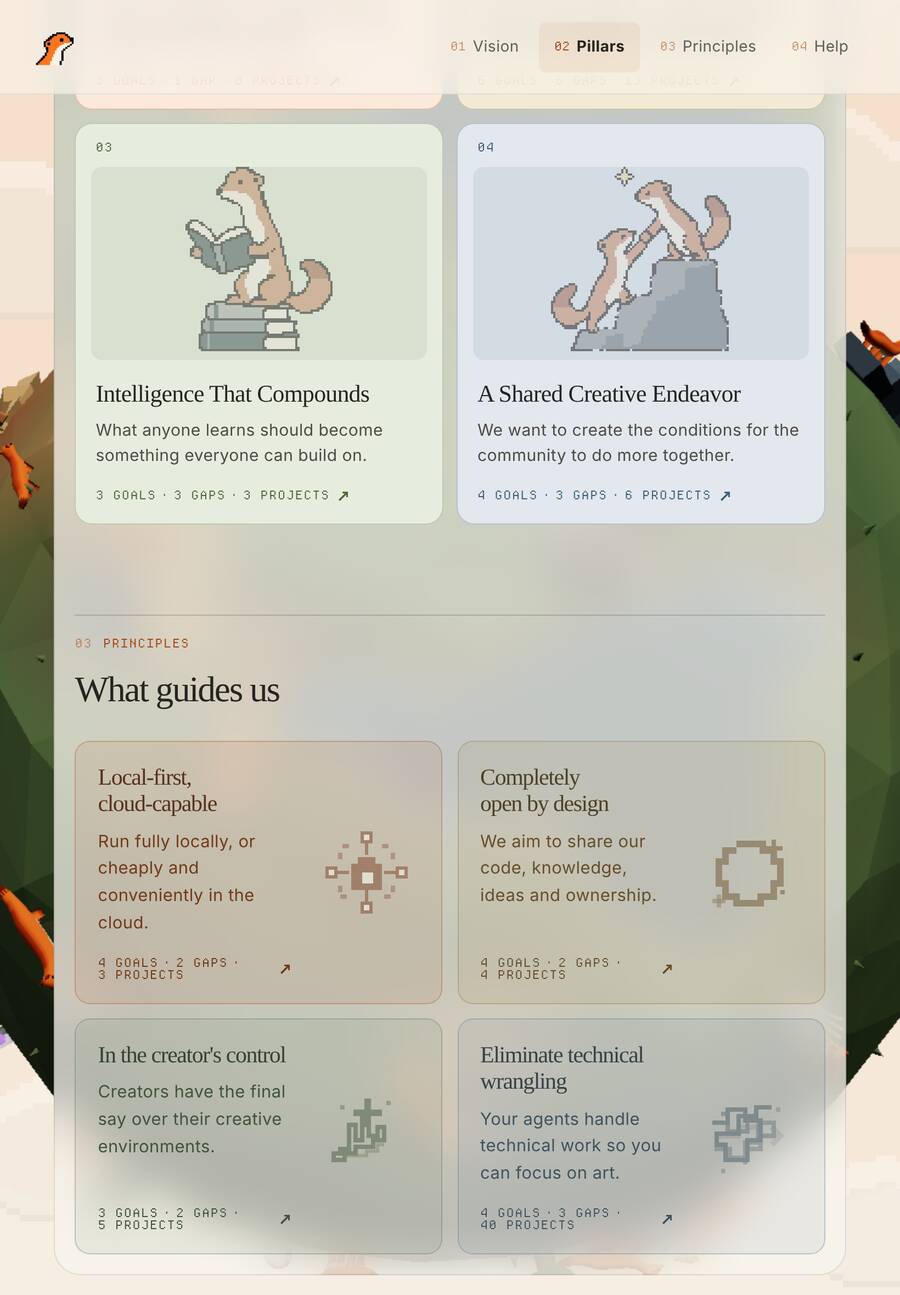 01 Vision
02 Pillars
03 Principles
04 Help
03
Intelligence That Compounds
What anyone learns should become
something everyone can build on.
3 GOALS · 3 GAPS · 3 PROJECTS ↗
04
A Shared Creative Endeavor
We want to create the conditions for the
community to do more together.
4 GOALS · 3 GAPS · 6 PROJECTS ↗
03 PRINCIPLES
What guides us
Local-first,
cloud-capable
Run fully locally, or
cheaply and
conveniently in the
cloud.
4 GOALS · 2 GAPS ·
3 PROJECTS ↗
Completely
open by design
We aim to share our
code, knowledge,
ideas and ownership.
4 GOALS · 2 GAPS ·
4 PROJECTS ↗
In the creator's control
Creators have the final
say over their creative
environments.
3 GOALS · 2 GAPS ·
5 PROJECTS ↗
Eliminate technical
wrangling
Your agents handle
technical work so you
can focus on art.
4 GOALS · 3 GAPS ·
40 PROJECTS ↗